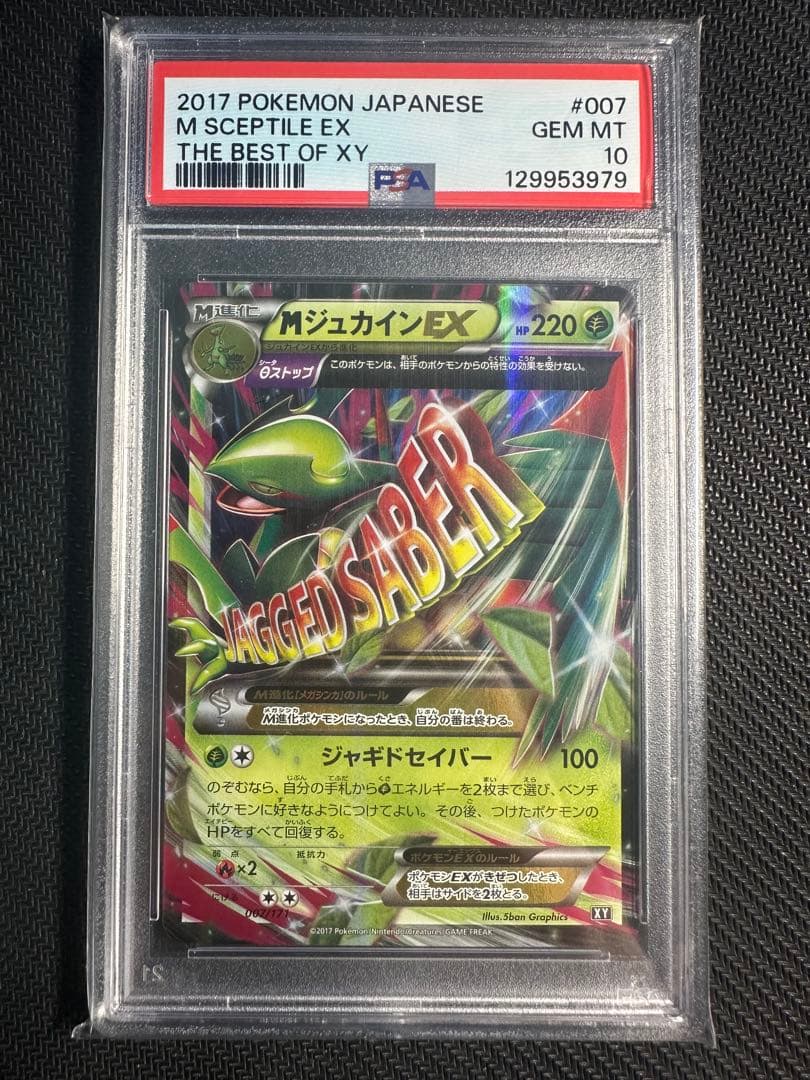 2017 POKEMON JAPANESE #007
M SCEPTILE EX GEM MT
THE BEST OF XY 10
PSA 129953979
M進化
MジュカインEX HP220
ジュカインEXから進化
シータ
θストップ
このポケモンは、相手のポケモンからの特性の効果を受けない。
JAGGED SABER
M進化[メガシンカ]のルール
M進化ポケモンになったとき、自分の番は終わる。
ジャギドセイバー 100
のぞむなら、自分の手札からエネルギーを2枚まで選び、ベンチ
ポケモンに好きなようにつけてよい。その後、つけたポケモンの
HPをすべて回復する。
弱点 抵抗力
×2
ポケモンEXのルール
ポケモンEXがきぜつしたとき、
相手はサイドを2枚とる。
にげる
007/171
Illus.5ban Graphics
XY
©2017 Pokémon/Nintendo/Creatures/GAME FREAK.